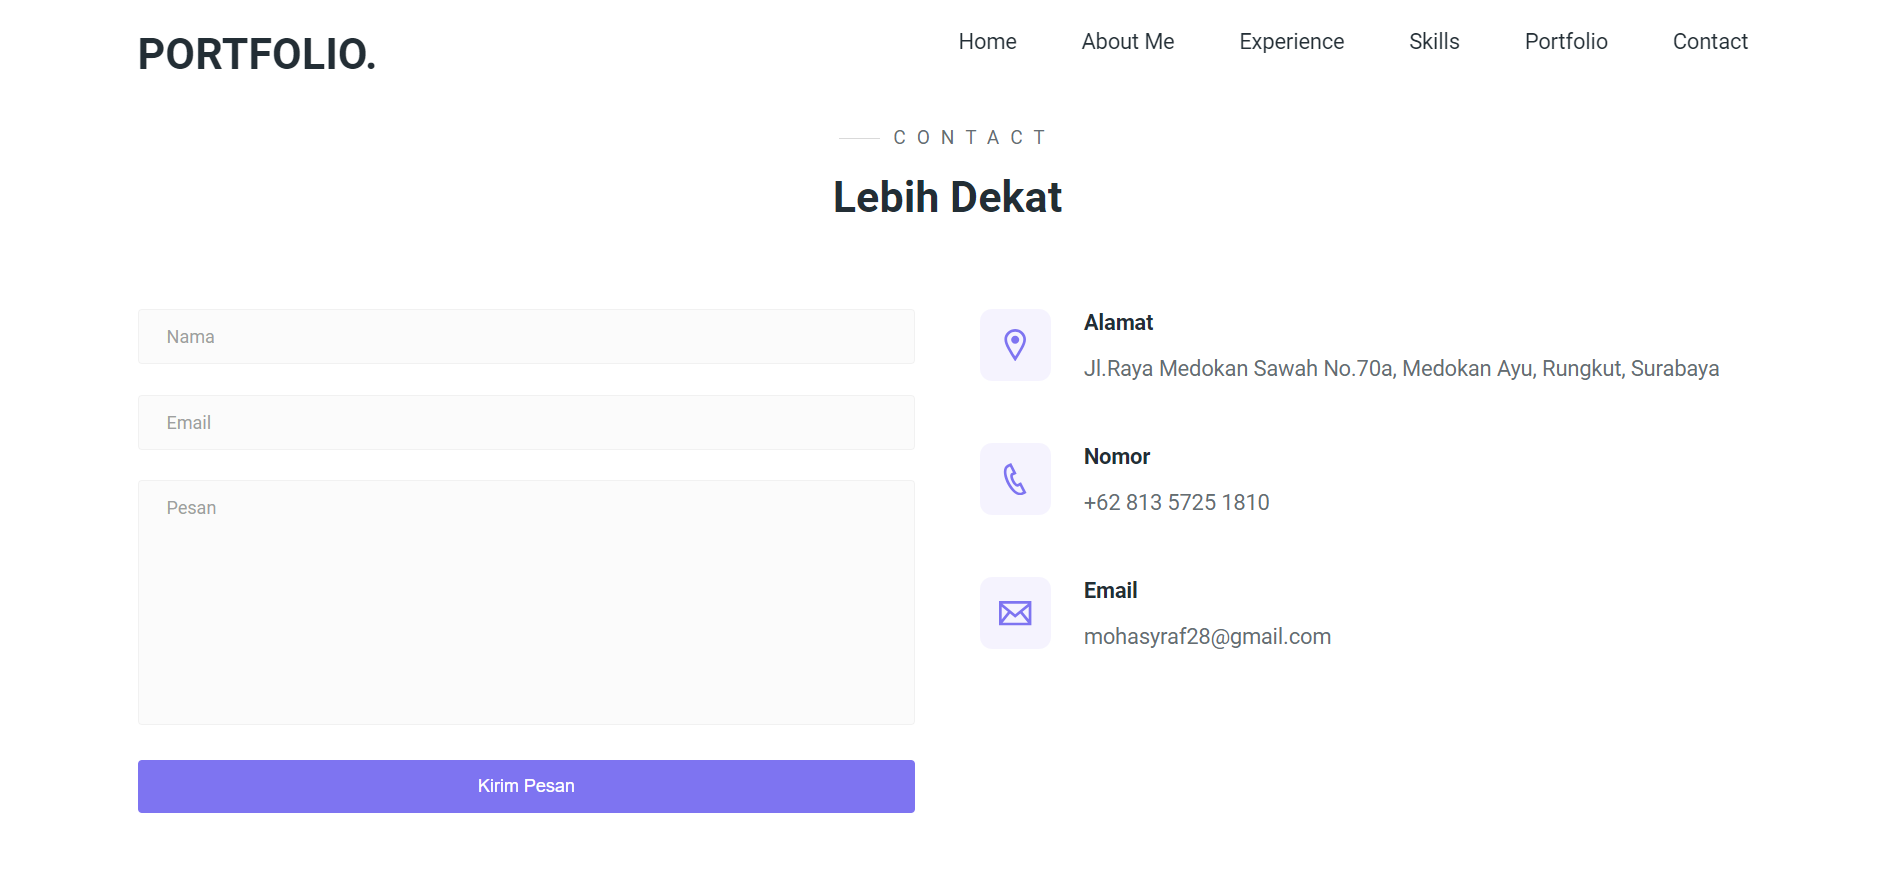 PORTFOLIO.
Home
About Me
Experience
Skills
Portfolio
Contact
CONTACT
Lebih Dekat
Nama
Email
Pesan
Kirim Pesan
Alamat
Jl.Raya Medokan Sawah No.70a, Medokan Ayu, Rungkut, Surabaya
Nomor
+62 813 5725 1810
Email
mohasyraf28@gmail.com